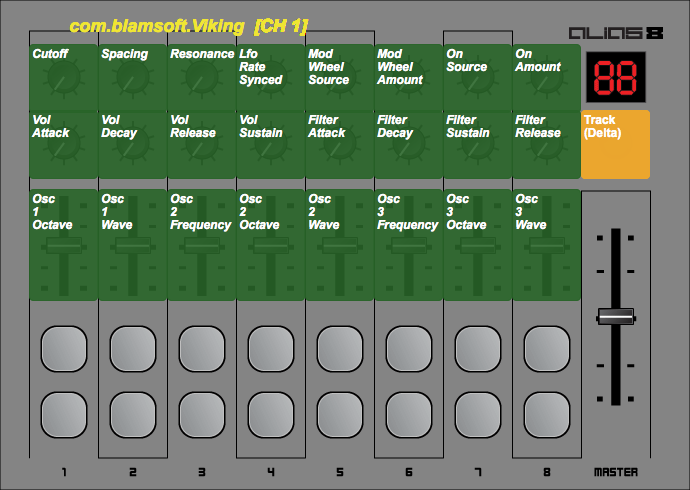 com.blamsoft.Viking [CH 1]
ALIAS 8
Cutoff
Spacing
Resonance
Lfo
Rate
Synced
Mod
Wheel
Source
Mod
Wheel
Amount
On
Source
On
Amount
88
Vol
Attack
Vol
Decay
Vol
Release
Vol
Sustain
Filter
Attack
Filter
Decay
Filter
Sustain
Filter
Release
Track
(Delta)
Osc
1
Octave
Osc
1
Wave
Osc
2
Frequency
Osc
2
Octave
Osc
2
Wave
Osc
3
Frequency
Osc
3
Octave
Osc
3
Wave
1 2 3 4 5 6 7 8 MASTER